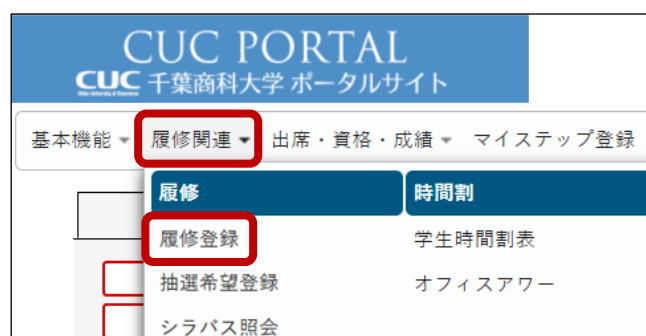 CUC PORTAL
CUC 千葉商科大学 ポータルサイト
基本機能 履修関連 出席・資格・成績 マイステップ登録
履修 時間割
履修登録 学生時間割表
抽選希望登録 オフィスアワー
シラバス照会